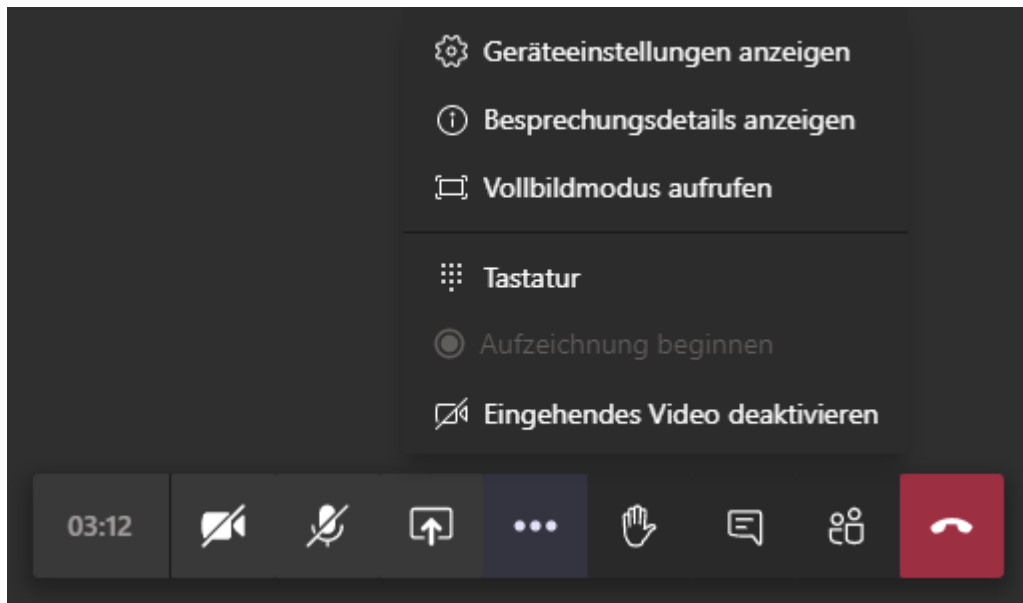 Geräteeinstellungen anzeigen
Besprechungsdetails anzeigen
Vollbildmodus aufrufen
Tastatur
Aufzeichnung beginnen
Eingehendes Video deaktivieren
03:12